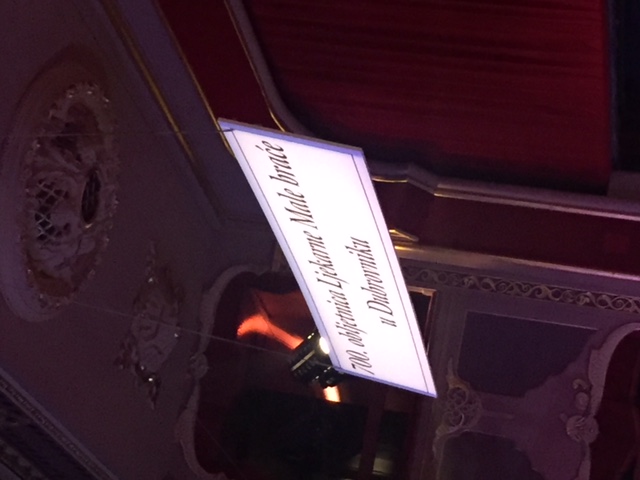 700. obljetnica Ljekarne Male braće
u Dubrovniku